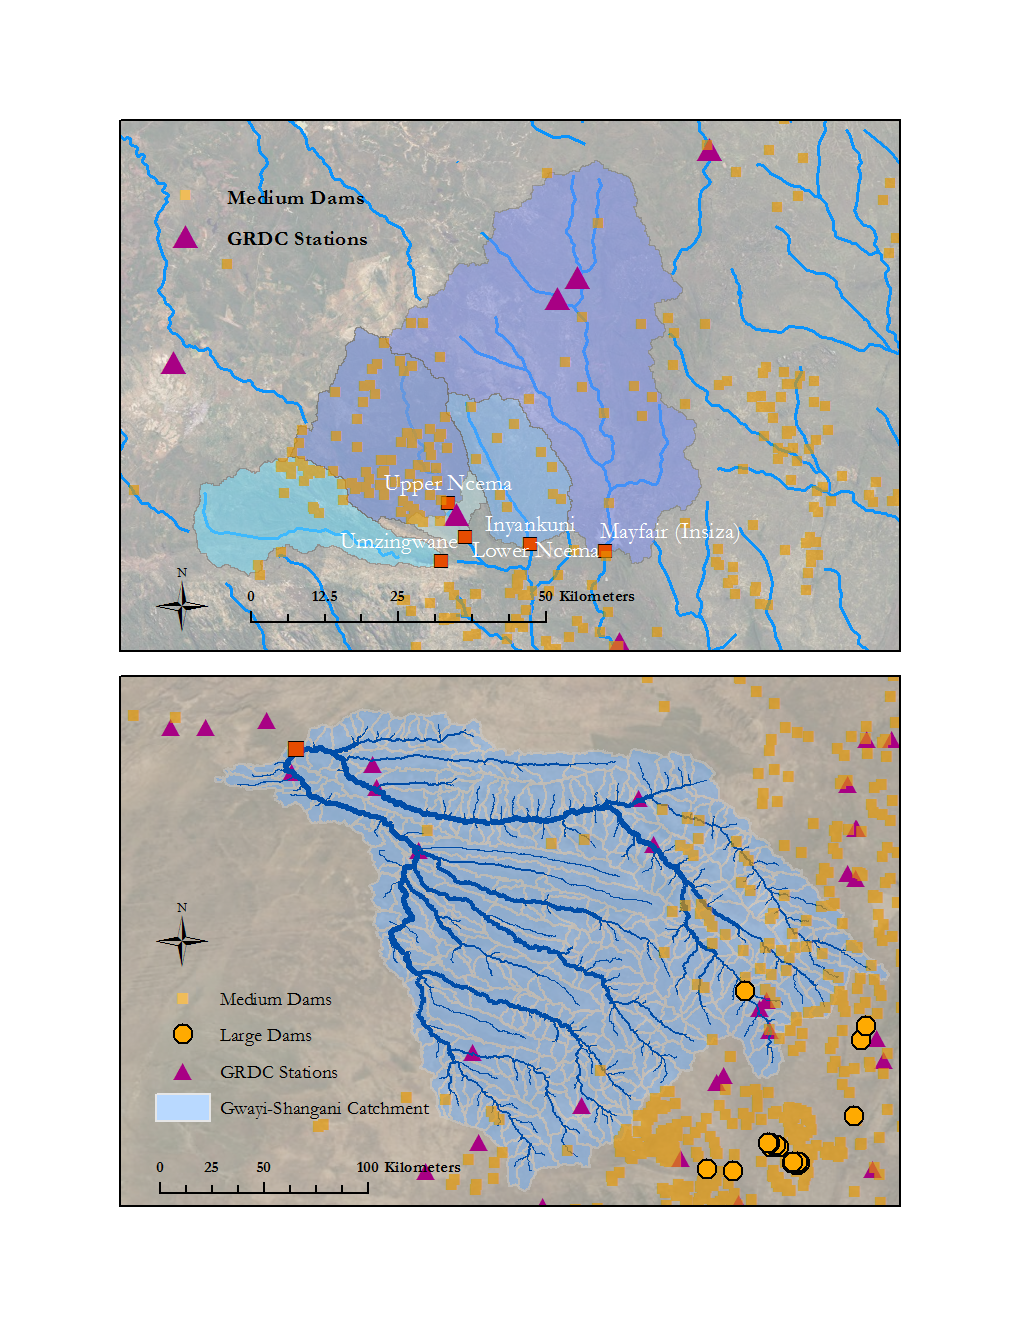 Medium Dams
GRDC Stations
Upper Ncema
Inyankuni
Mayfair (Insiza)
Umzingwane
Lower Ncema
N
0 12.5 25 50 Kilometers
N
Medium Dams
Large Dams
GRDC Stations
Gwayi-Shangani Catchment
0 25 50 100 Kilometers